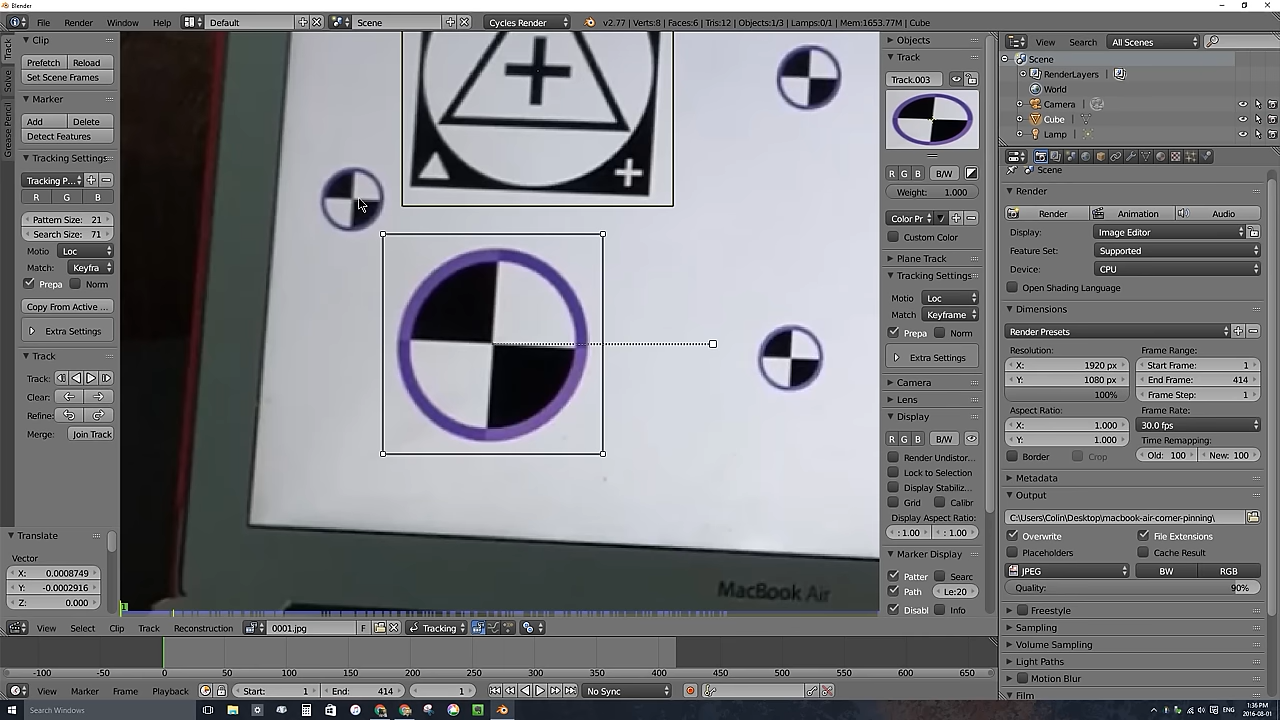 Blender
File Render Window Help Default Scene Cycles Render v2.77 | Verts:8 | Faces:6 | Tris:12 | Objects:1/3 | Lamps:0/1 | Mem:1653.77M | Cube
Track
Solve
Grease Pencil
Clip
Prefetch Reload
Set Scene Frames
Marker
Add Delete
Detect Features
Tracking Settings
Tracking P...
R G B
Pattern Size: 21
Search Size: 71
Motio Loc
Match: Keyfra
Prepa Norm
Copy From Active ...
Extra Settings
Track
Track:
Clear:
Refine:
Merge: Join Track
Translate
Vector
X: 0.0008749
Y: -0.0002916
Z: 0.000
MacBook Air
1
Objects
Track
Track.003
R G B B/W
Weight: 1.000
Color Pr
Custom Color
Plane Track
Tracking Settings
Motio Loc
Match Keyframe
Prepa Norm
Extra Settings
Camera
Lens
Display
R G B B/W
Render Undistor...
Lock to Selection
Display Stabiliz...
Grid Calibr
Display Aspect Ratio:
: 1.00 : 1.00
Marker Display
Patter Searc
Path Le:20
Disabl Info
View Search All Scenes
Scene
RenderLayers
World
Camera
Cube
Lamp
Scene
Render
Render Animation Audio
Display: Image Editor
Feature Set: Supported
Device: CPU
Open Shading Language
Dimensions
Render Presets
Resolution: Frame Range:
X: 1920 px Start Frame: 1
Y: 1080 px End Frame: 414
100% Frame Step: 1
Aspect Ratio: Frame Rate:
X: 1.000 30.0 fps
Y: 1.000 Time Remapping:
Border Crop Old: 100 New: 100
Metadata
Output
C:\Users\Colin\Desktop\macbook-air-corner-pinning\
Overwrite File Extensions
Placeholders Cache Result
JPEG BW RGB
Quality: 90%
Freestyle
Sampling
Volume Sampling
Light Paths
Motion Blur
Film
View Select Clip Track Reconstruction 0001.jpg F Tracking
-100 -50 0 50 100 150 200 250 300 350 400 450 500 550 600 650
View Marker Frame Playback Start: 1 End: 414 1 No Sync
Search Windows
ENG
1:36 PM
2016-03-01